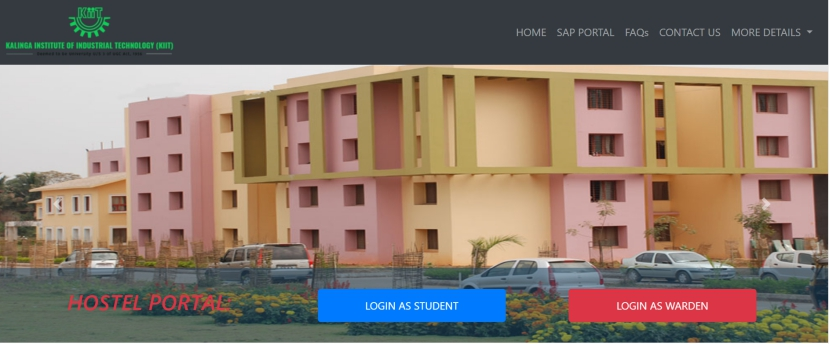 KiiT
KALINGA INSTITUTE OF INDUSTRIAL TECHNOLOGY (KIIT)
HOME SAP PORTAL FAQs CONTACT US MORE DETAILS
HOSTEL PORTAL
LOGIN AS STUDENT
LOGIN AS WARDEN